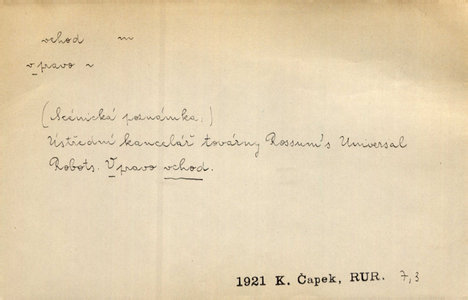 vchod m
vpravo ~
(Scénická poznámka:)
Ústřední kancelář továrny Rossum's Universal
Robots. Vpravo vchod.
1921 K. Čapek, RUR. 7,3